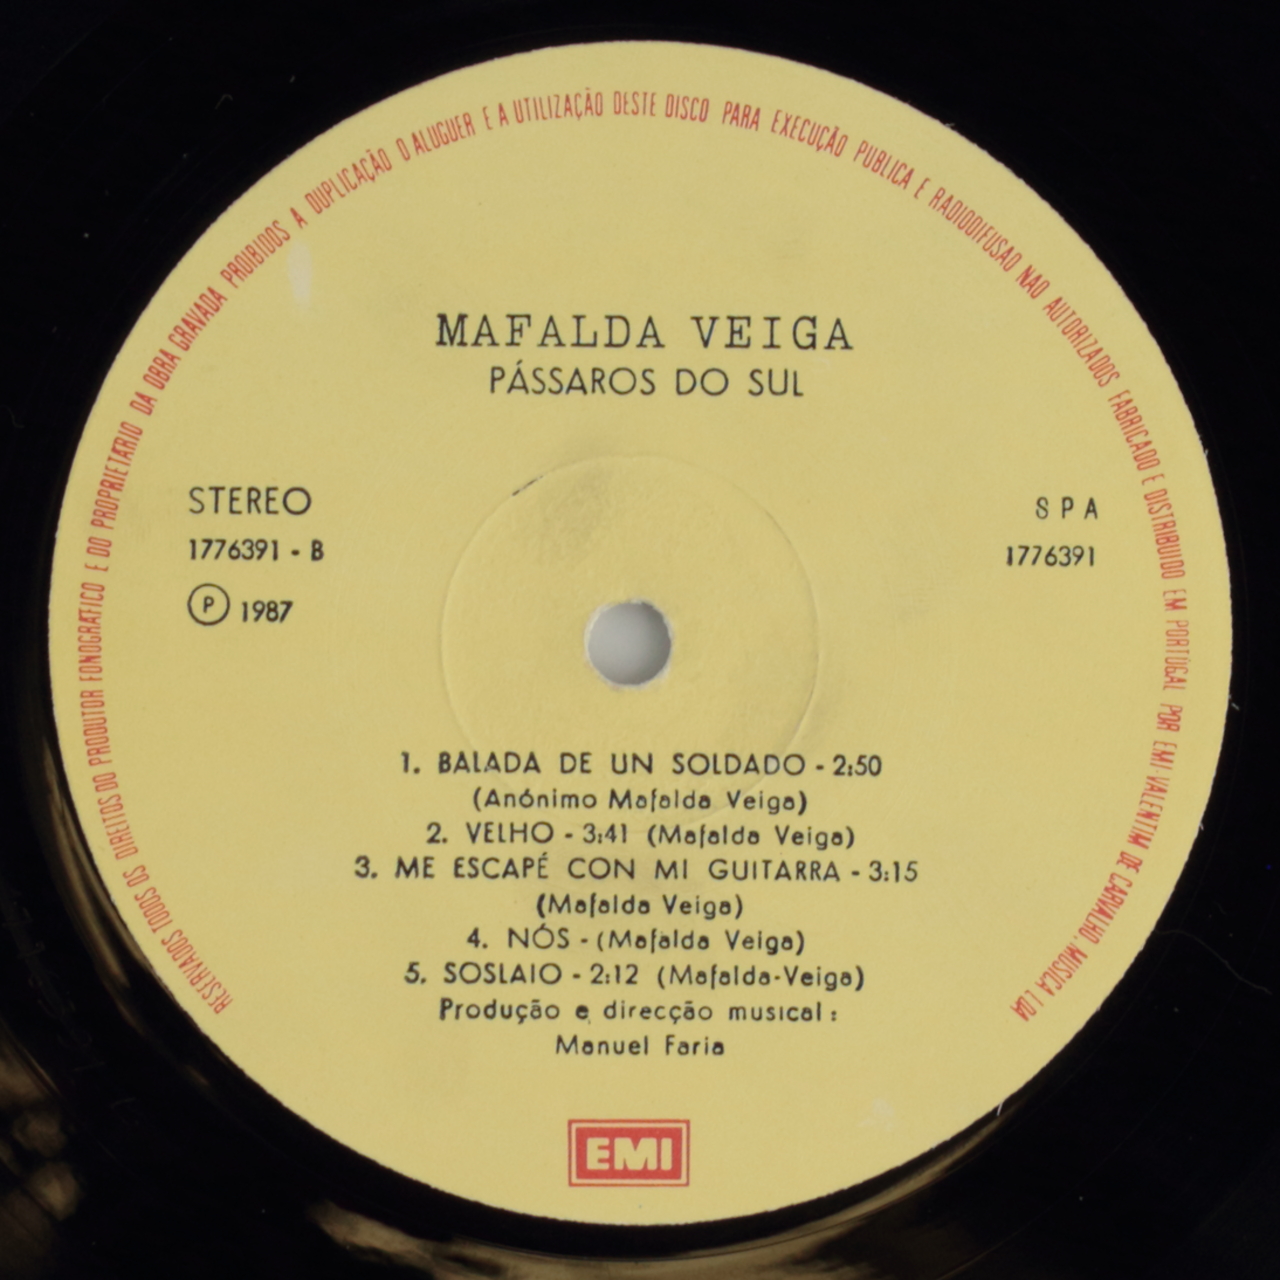 RESERVADOS TODOS OS DIREITOS DO PRODUTOR FONOGRÁFICO E DO PROPRIETÁRIO DA OBRA GRAVADA PROIBIDOS A DUPLICAÇÃO O ALUGUER E A UTILIZAÇÃO DESTE DISCO PARA EXECUÇÃO PUBLICA E RADIODIFUSAO NAO AUTORIZADOS FABRICADO E DISTRIBUIDO EM PORTUGAL POR EMI-VALENTIM DE CARVALHO, MUSICA LDA
MAFALDA VEIGA
PÁSSAROS DO SUL
STEREO
1776391 - B
Ⓟ 1987
SPA
1776391
1. BALADA DE UN SOLDADO - 2:50
(Anónimo Mafalda Veiga)
2. VELHO - 3:41 (Mafalda Veiga)
3. ME ESCAPÉ CON MI GUITARRA - 3:15
(Mafalda Veiga)
4. NÓS - (Mafalda Veiga)
5. SOSLAIO - 2:12 (Mafalda-Veiga)
Produção e direcção musical:
Manuel Faria
EMI